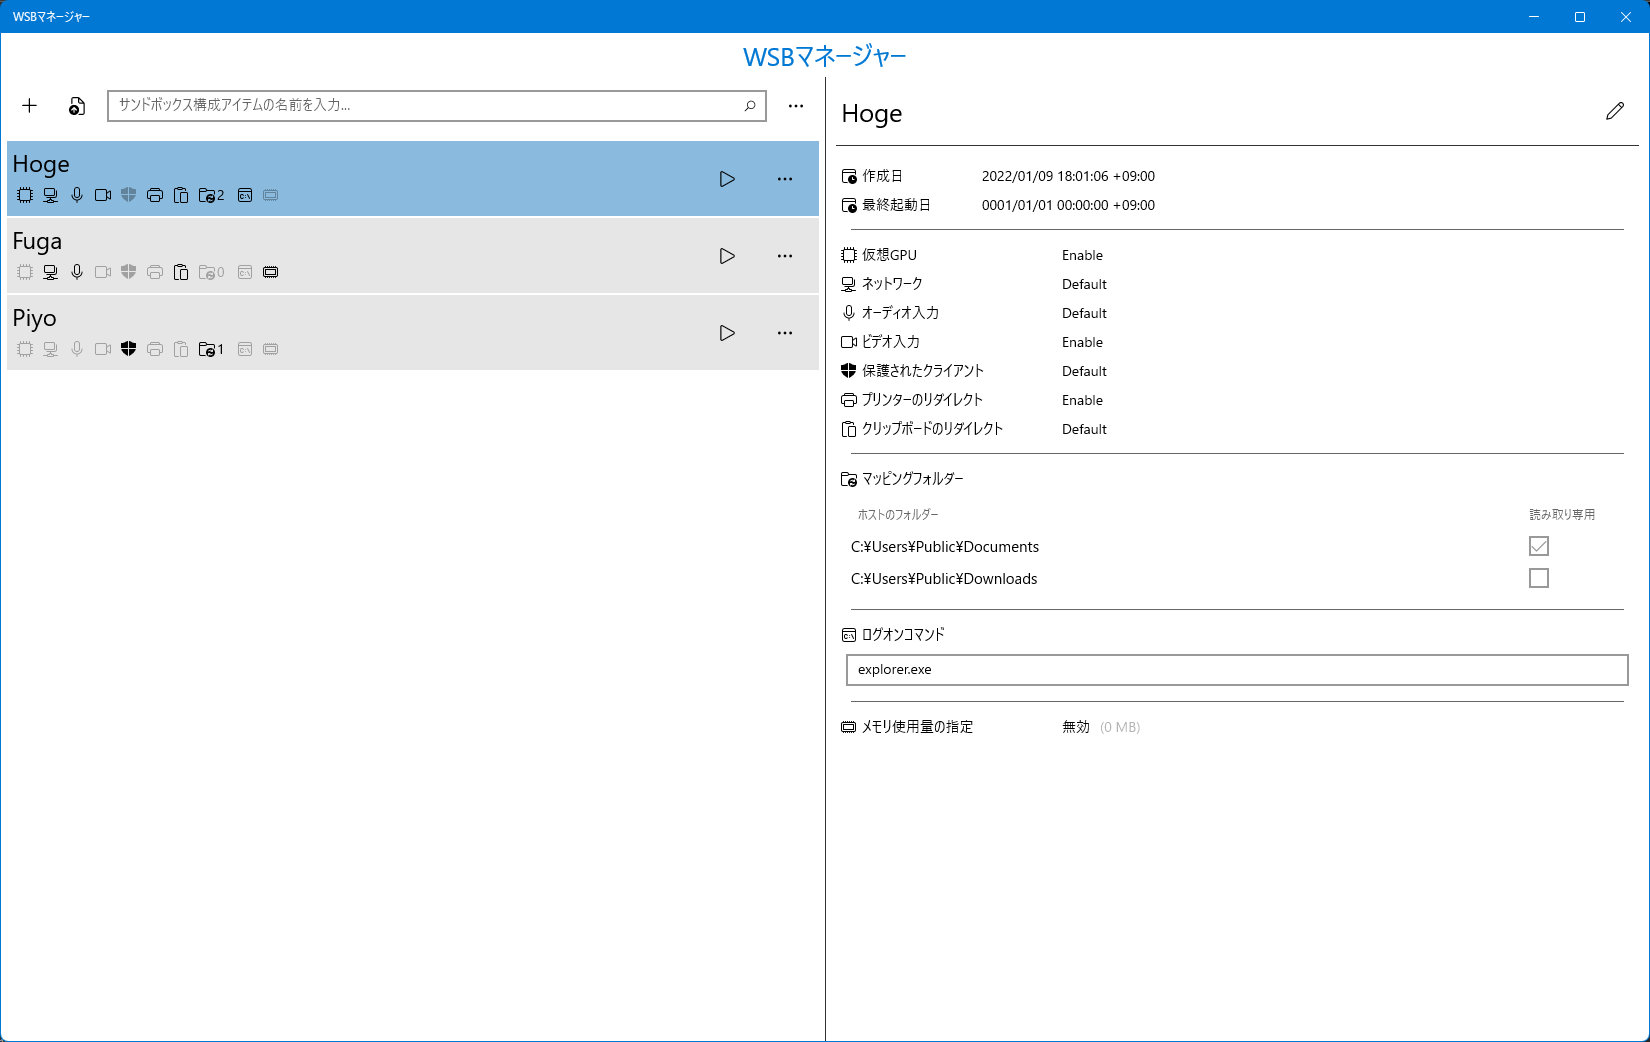 WSBマネージャー
WSBマネージャー
サンドボックス構成アイテムの名前を入力...
Hoge
2
Fuga
0
Piyo
1
Hoge
作成日 2022/01/09 18:01:06 +09:00
最終起動日 0001/01/01 00:00:00 +09:00
仮想GPU Enable
ネットワーク Default
オーディオ入力 Default
ビデオ入力 Enable
保護されたクライアント Default
プリンターのリダイレクト Enable
クリップボードのリダイレクト Default
マッピングフォルダー
ホストのフォルダー 読み取り専用
C:¥Users¥Public¥Documents
C:¥Users¥Public¥Downloads
ログオンコマンド
explorer.exe
メモリ使用量の指定 無効 (0 MB)